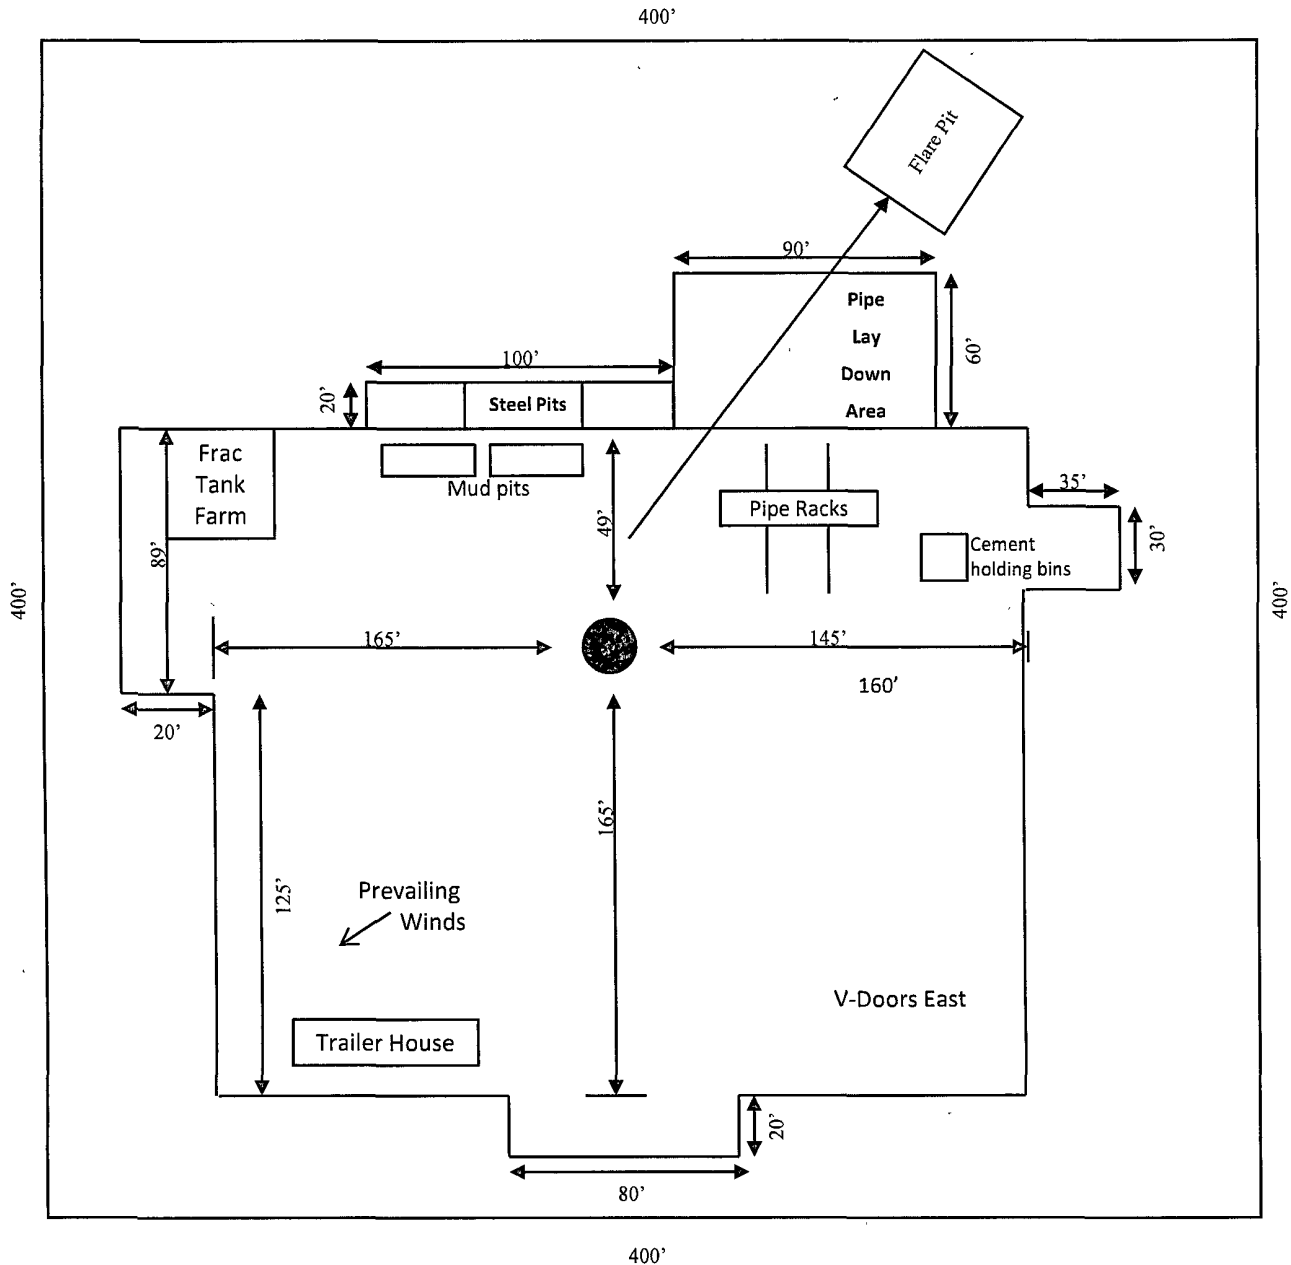 400’
Flare Pit
90’
Pipe
Lay
Down
Area
60’
100’
20’
Steel Pits
Frac
Tank
Farm
Mud pits
49’
Pipe Racks
35’
30’
Cement
holding bins
89’
400’
400’
165’
145’
160’
20’
165’
125’
Prevailing
Winds
V-Doors East
Trailer House
20’
80’
400’